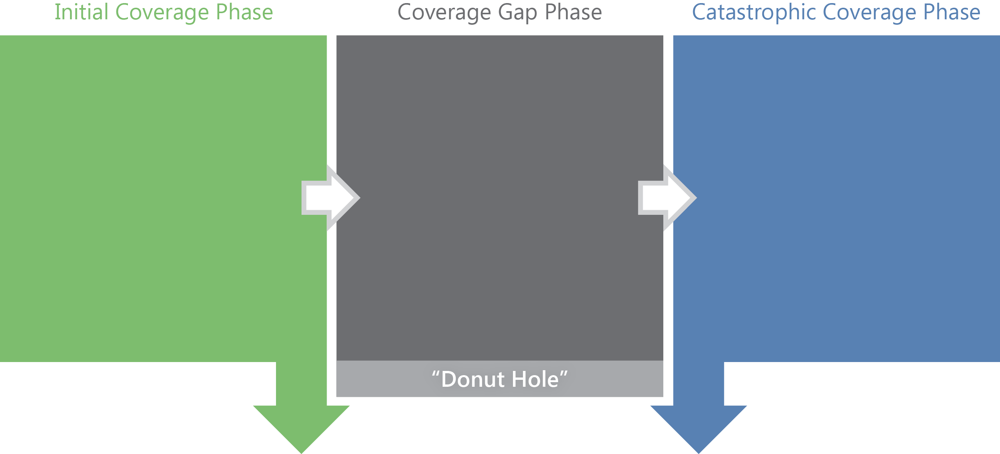 Initial Coverage Phase
Coverage Gap Phase
Catastrophic Coverage Phase
“Donut Hole”